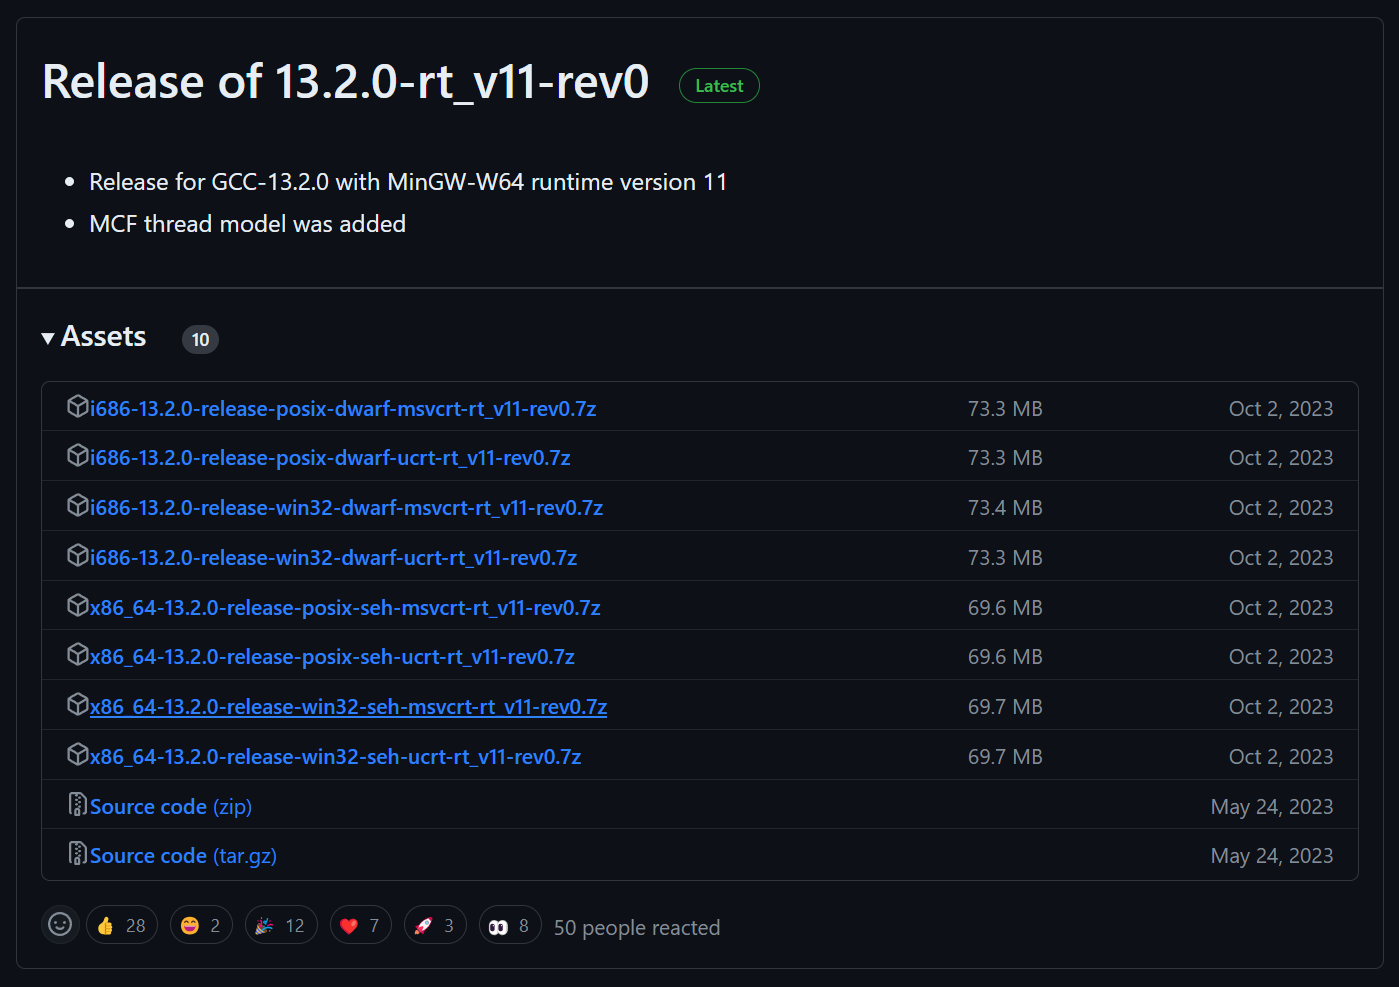 Release of 13.2.0-rt_v11-rev0 Latest
Release for GCC-13.2.0 with MinGW-W64 runtime version 11
MCF thread model was added
Assets 10
i686-13.2.0-release-posix-dwarf-msvcrt-rt_v11-rev0.7z 73.3 MB Oct 2, 2023
i686-13.2.0-release-posix-dwarf-ucrt-rt_v11-rev0.7z 73.3 MB Oct 2, 2023
i686-13.2.0-release-win32-dwarf-msvcrt-rt_v11-rev0.7z 73.4 MB Oct 2, 2023
i686-13.2.0-release-win32-dwarf-ucrt-rt_v11-rev0.7z 73.3 MB Oct 2, 2023
x86_64-13.2.0-release-posix-seh-msvcrt-rt_v11-rev0.7z 69.6 MB Oct 2, 2023
x86_64-13.2.0-release-posix-seh-ucrt-rt_v11-rev0.7z 69.6 MB Oct 2, 2023
x86_64-13.2.0-release-win32-seh-msvcrt-rt_v11-rev0.7z 69.7 MB Oct 2, 2023
x86_64-13.2.0-release-win32-seh-ucrt-rt_v11-rev0.7z 69.7 MB Oct 2, 2023
Source code (zip) May 24, 2023
Source code (tar.gz) May 24, 2023
28 2 12 7 3 8 50 people reacted